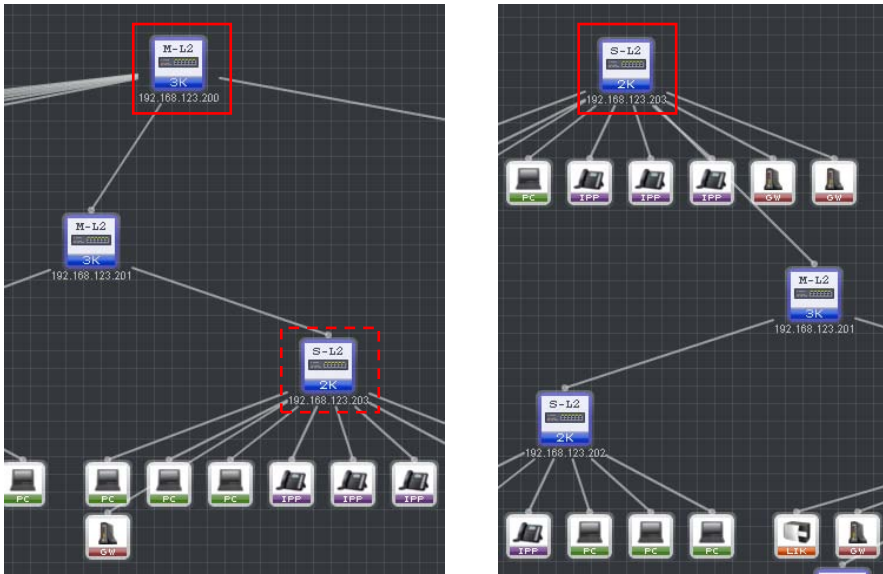 M-L2
3K
192.168.123.200
M-L2
3K
192.168.123.201
S-L2
2K
192.168.123.203
PC
PC
PC
PC
IPP
IPP
IPP
GW
S-L2
2K
192.168.123.203
PC
IPP
IPP
IPP
GW
GW
M-L2
3K
192.168.123.201
S-L2
2K
192.168.123.202
IPP
PC
PC
PC
LIK
GW